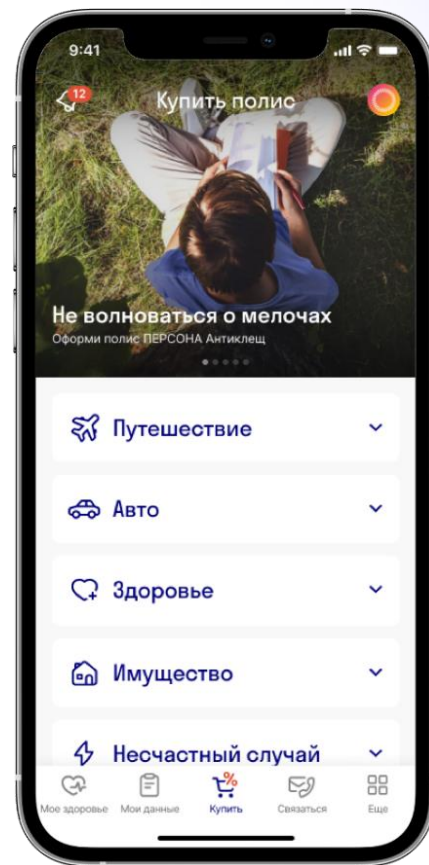 9:41
12
Купить полис
Не волноваться о мелочах
Оформи полис ПЕРСОНА Антиклещ
Путешествие
Авто
Здоровье
Имущество
Несчастный случай
%
Мое здоровье Мои данные Купить Связаться Еще